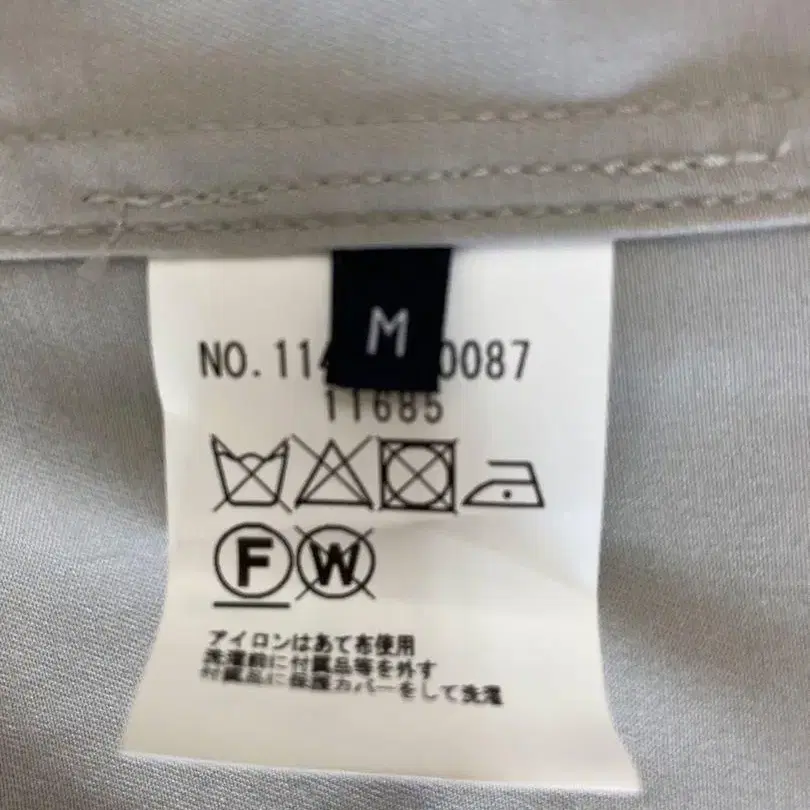 M
NO.11 0087
11685
F W
アイロンはあて布使用
洗濯前に付属品等を外す
付属品に保護カバーをして洗濯